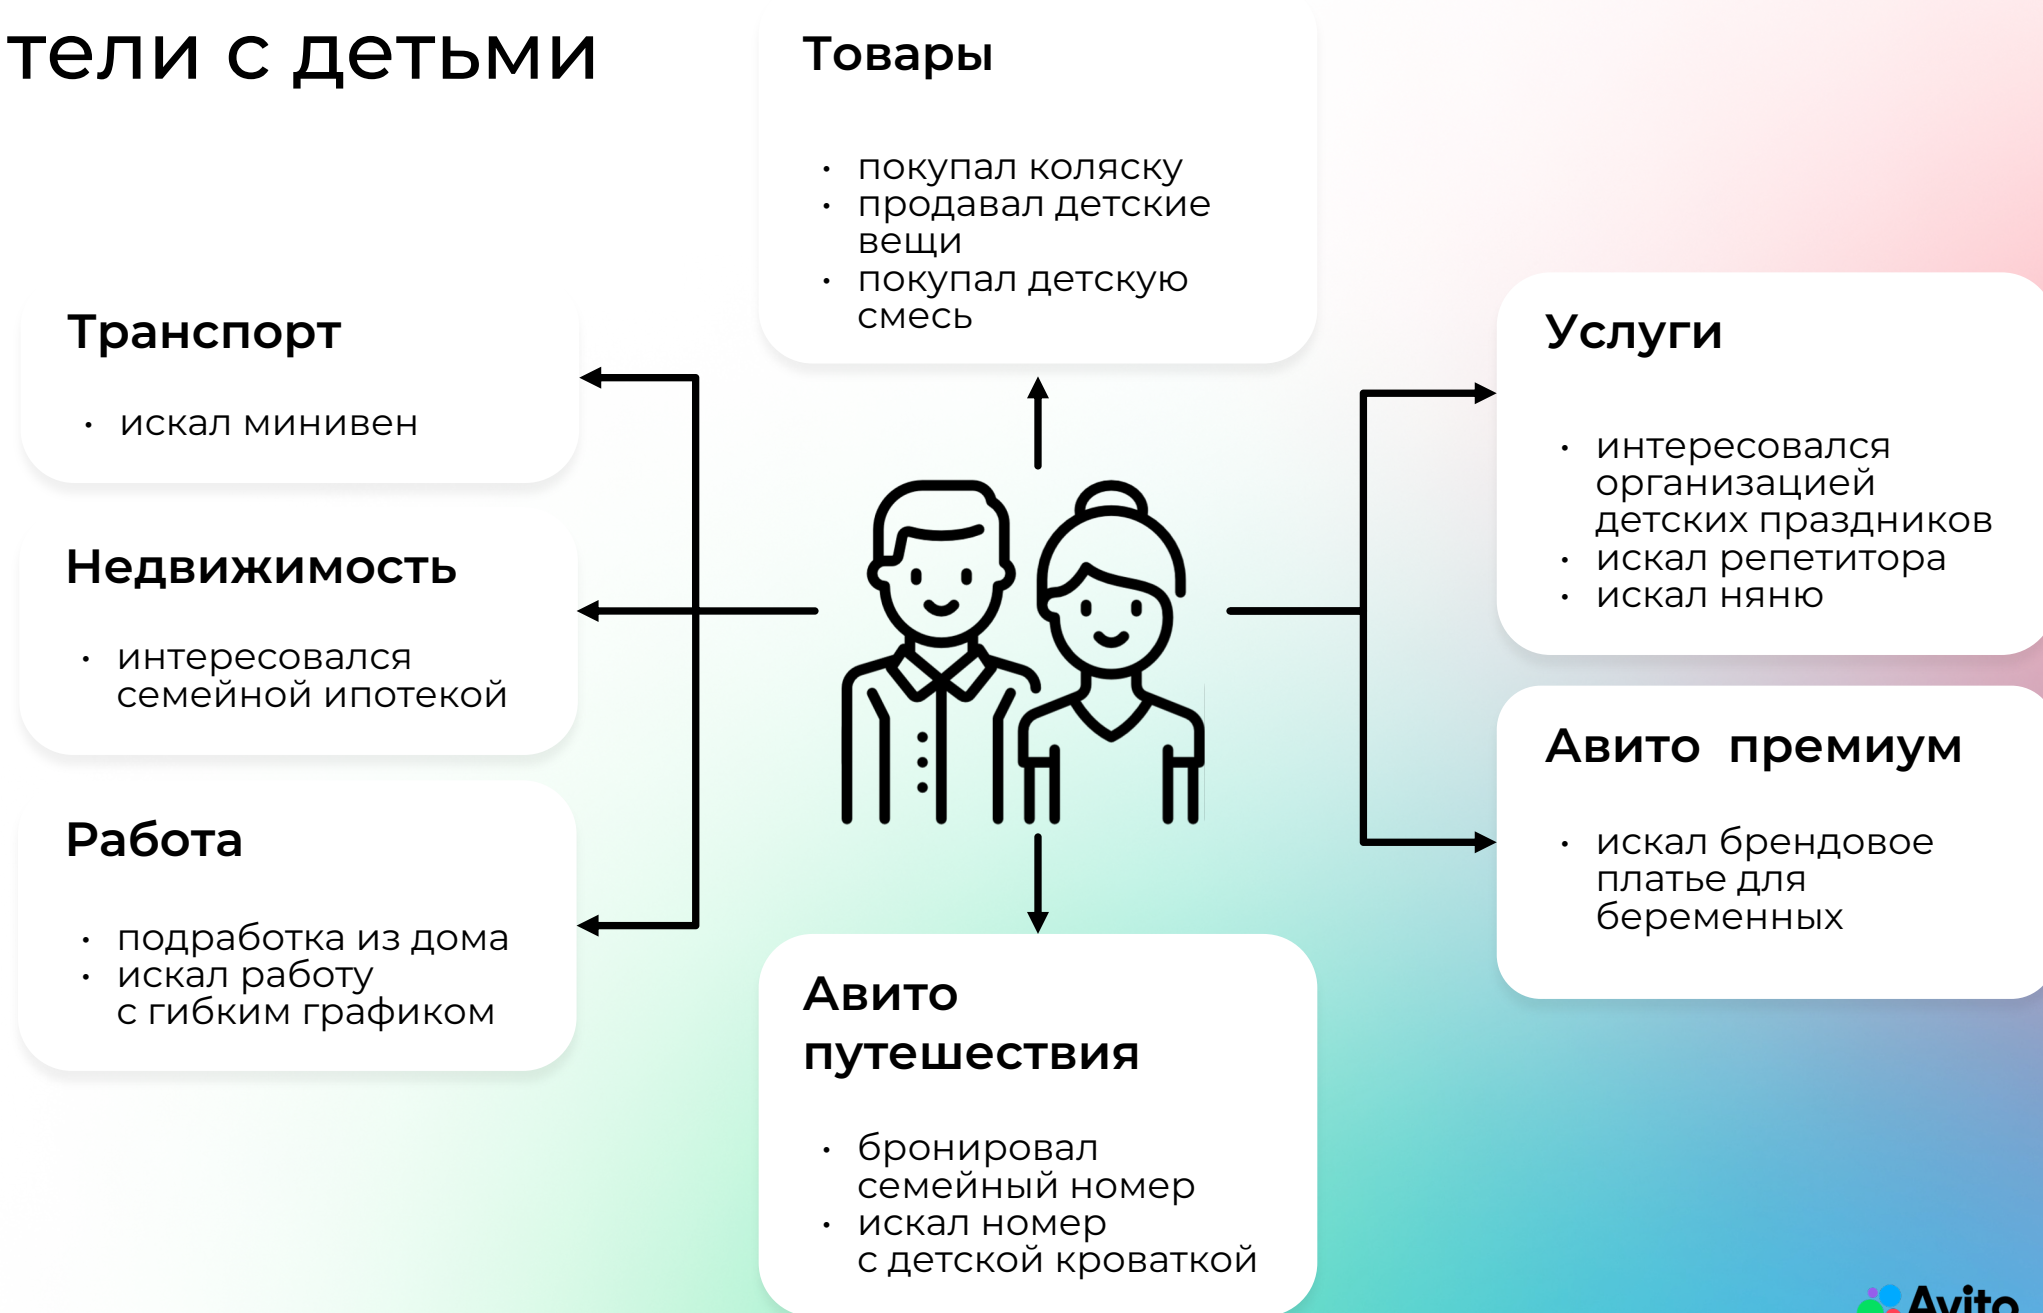 тели с детьми
Товары
• покупал коляску
• продавал детские
вещи
• покупал детскую
смесь
Транспорт
• искал минивен
Недвижимость
• интересовался
семейной ипотекой
Работа
• подработка из дома
• искал работу
с гибким графиком
Авито
путешествия
• бронировал
семейный номер
• искал номер
с детской кроваткой
Услуги
• интересовался
организацией
детских праздников
• искал репетитора
• искал няню
Авито премиум
• искал брендовое
платье для
беременных
Avito